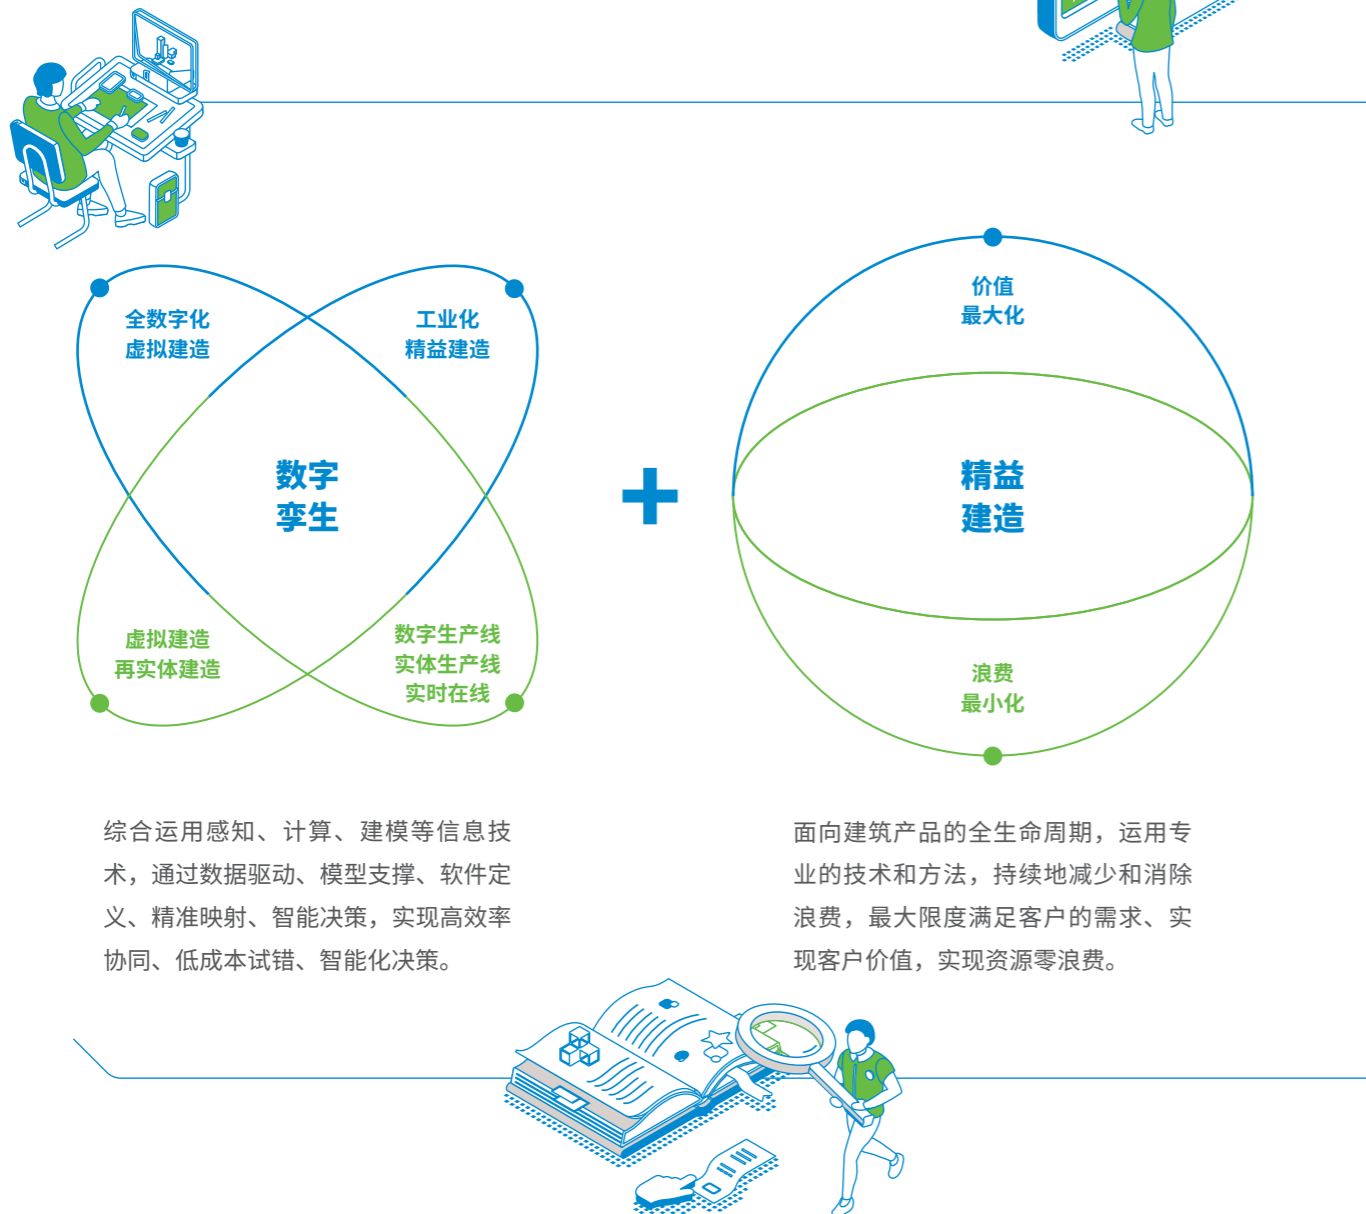 全数字化
虚拟建造
工业化
精益建造
数字
孪生
虚拟建造
再实体建造
数字生产线
实体生产线
实时在线
+
价值
最大化
精益
建造
浪费
最小化
综合运用感知、计算、建模等信息技
术，通过数据驱动、模型支撑、软件定
义、精准映射、智能决策，实现高效率
协同、低成本试错、智能化决策。
面向建筑产品的全生命周期，运用专
业的技术和方法，持续地减少和消除
浪费，最大限度满足客户的需求、实
现客户价值，实现资源零浪费。